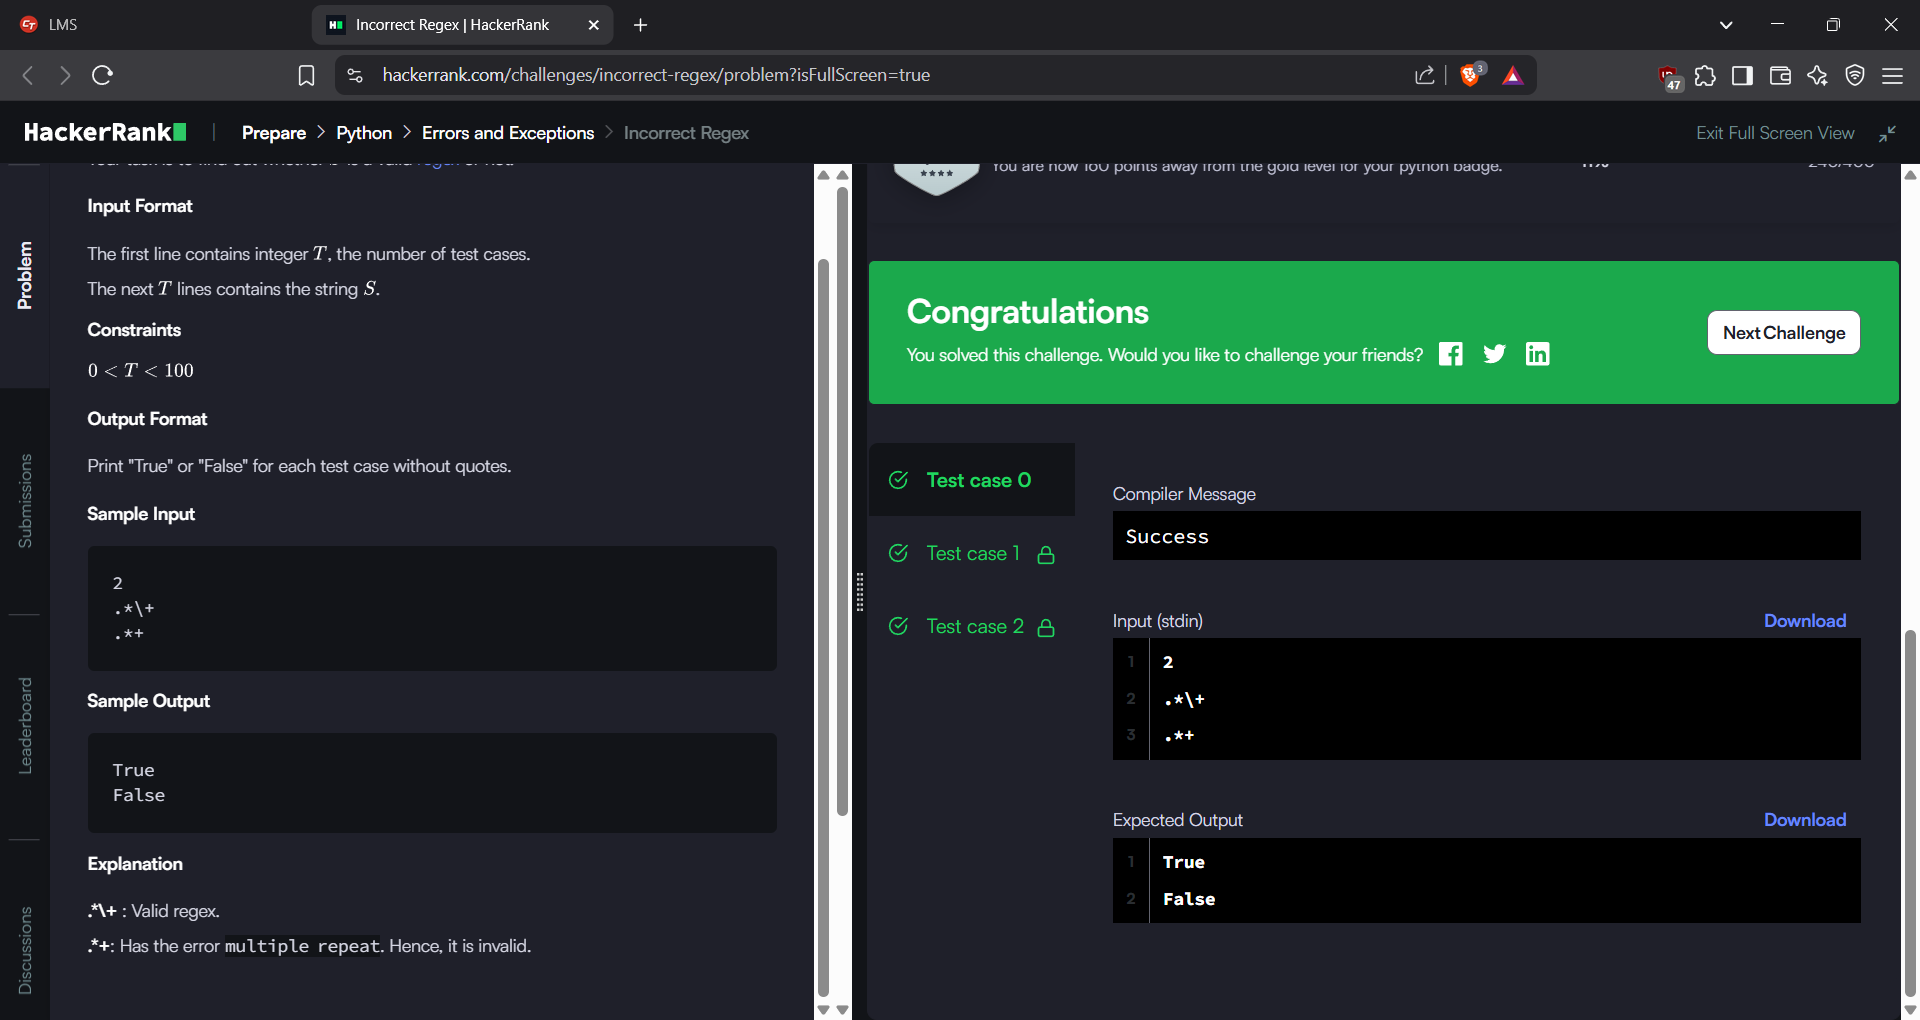 LMS
Incorrect Regex | HackerRank
hackerrank.com/challenges/incorrect-regex/problem?isFullScreen=true
3
47
HackerRank
Prepare > Python > Errors and Exceptions > Incorrect Regex
Exit Full Screen View
Problem
Submissions
Leaderboard
Discussions
Input Format
The first line contains integer T, the number of test cases.
The next T lines contains the string S.
Constraints
0 < T < 100
Output Format
Print "True" or "False" for each test case without quotes.
Sample Input
2
.*\+
.*+
Sample Output
True
False
Explanation
.*\+ : Valid regex.
.*+: Has the error multiple repeat. Hence, it is invalid.
You are now 160 points away from the gold level for your python badge.
Congratulations
You solved this challenge. Would you like to challenge your friends?
Next Challenge
Test case 0
Test case 1
Test case 2
Compiler Message
Success
Input (stdin)
Download
1 2
2 .*\+
3 .*+
Expected Output
Download
1 True
2 False